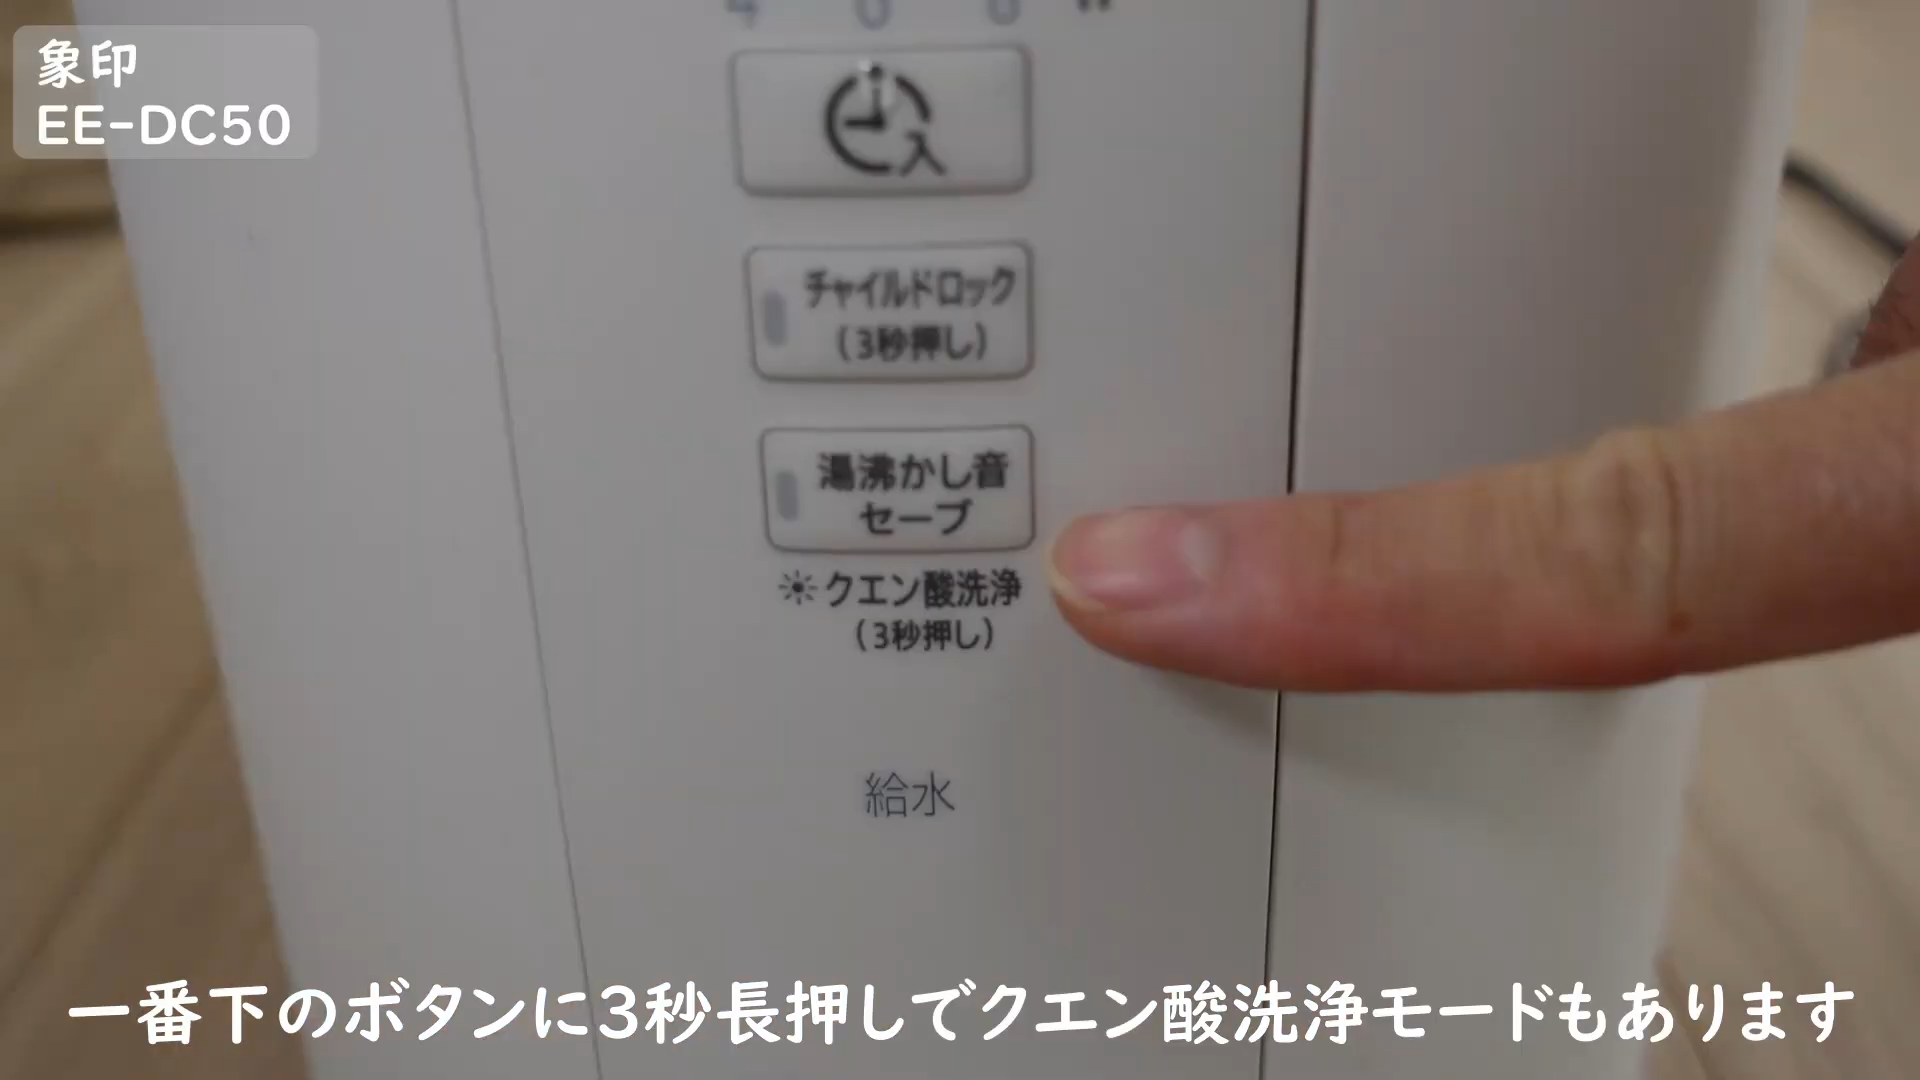 象印
EE-DC50
入
チャイルドロック
(3秒押し)
湯沸かし音
セーブ
クエン酸洗浄
(3秒押し)
給水
一番下のボタンに3秒長押しでクエン酸洗浄モードもあります